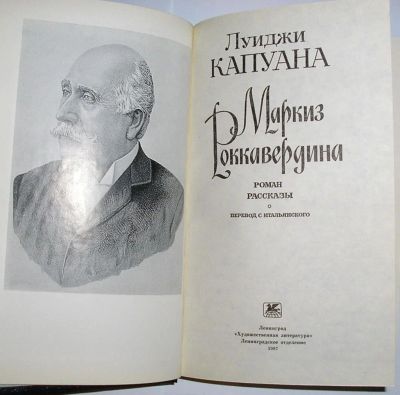 Луиджи
КАПУАНА
Маркиз
Роккавердина
РОМАН
РАССКАЗЫ
ПЕРЕВОД С ИТАЛЬЯНСКОГО
Ленинград
«Художественная литература»
Ленинградское отделение
1987